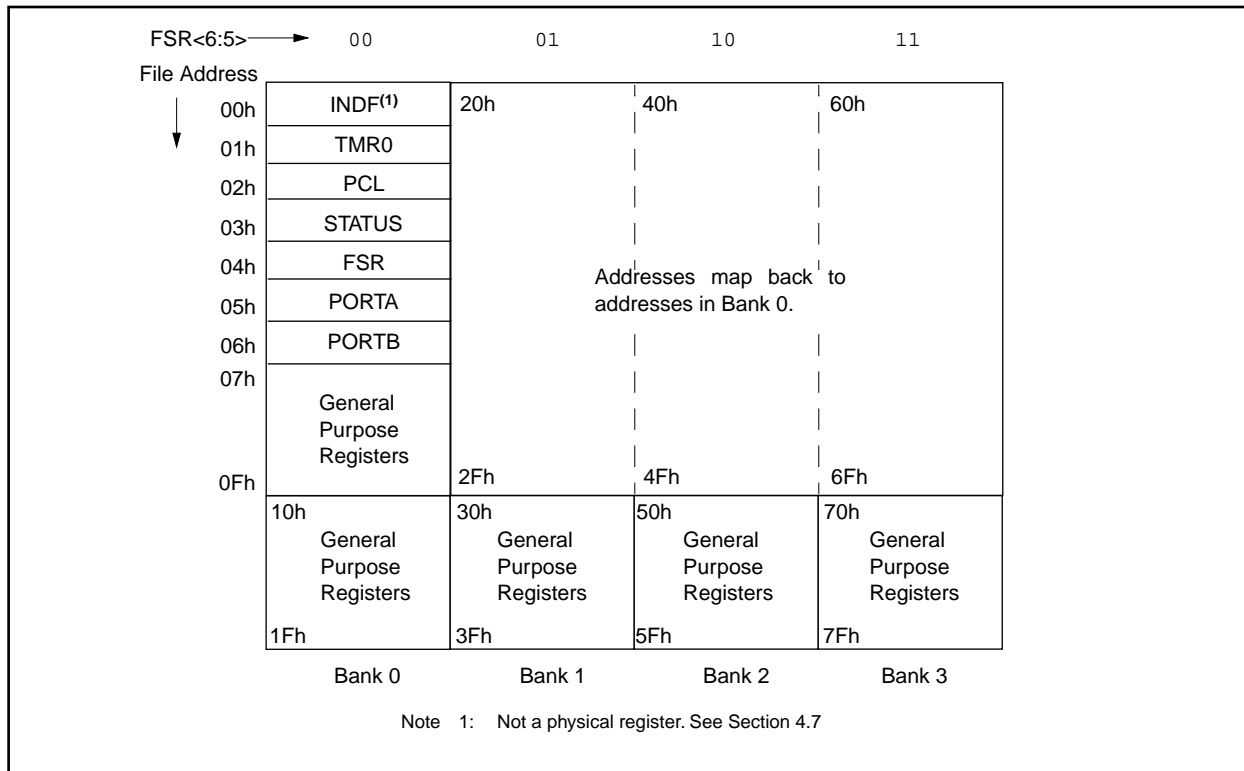 FSR<6:5> 00 01 10 11
File Address
00h INDF(1) 20h 40h 60h
01h TMR0
02h PCL
03h STATUS
04h FSR
05h PORTA
06h PORTB
07h
Addresses map back to
addresses in Bank 0.
General
Purpose
Registers
0Fh 2Fh 4Fh 6Fh
10h 30h 50h 70h
General General General General
Purpose Purpose Purpose Purpose
Registers Registers Registers Registers
1Fh 3Fh 5Fh 7Fh
Bank 0 Bank 1 Bank 2 Bank 3
Note 1: Not a physical register. See Section 4.7